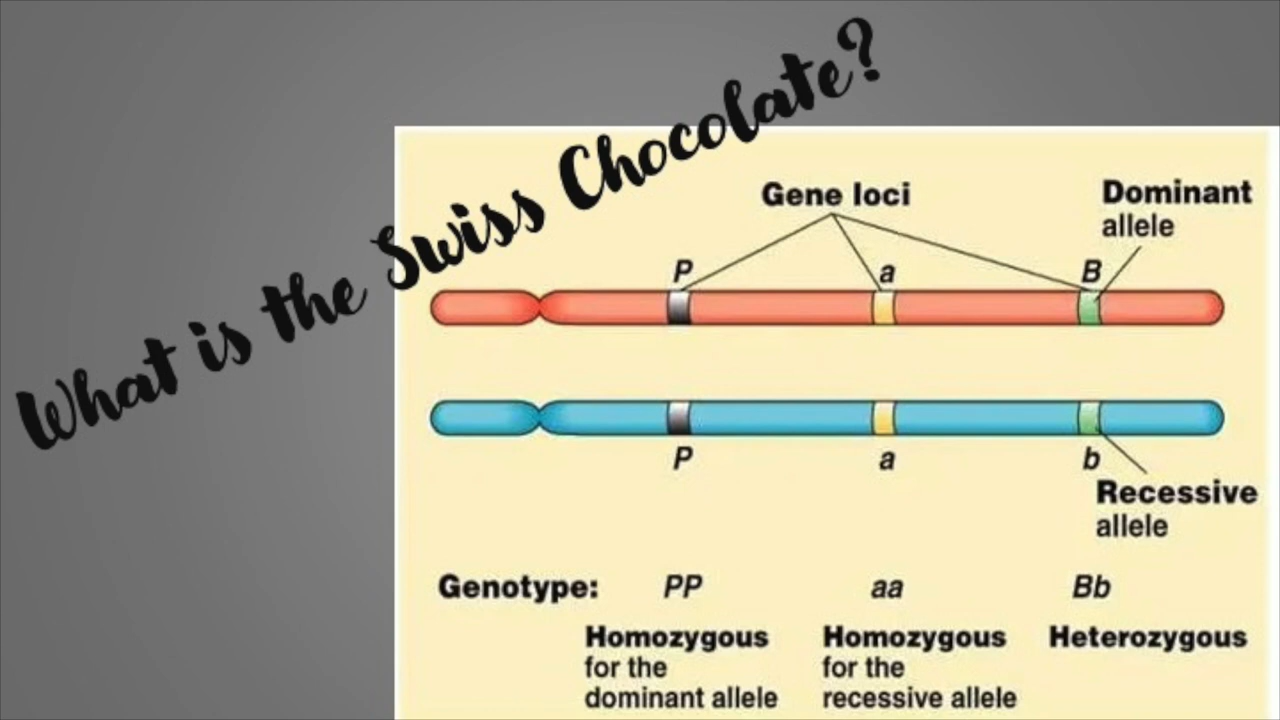 What is the Swiss Chocolate?
Gene loci
Dominant
allele
P a B
P a b
Recessive
allele
Genotype: PP aa Bb
Homozygous Homozygous Heterozygous
for the for the
dominant allele recessive allele